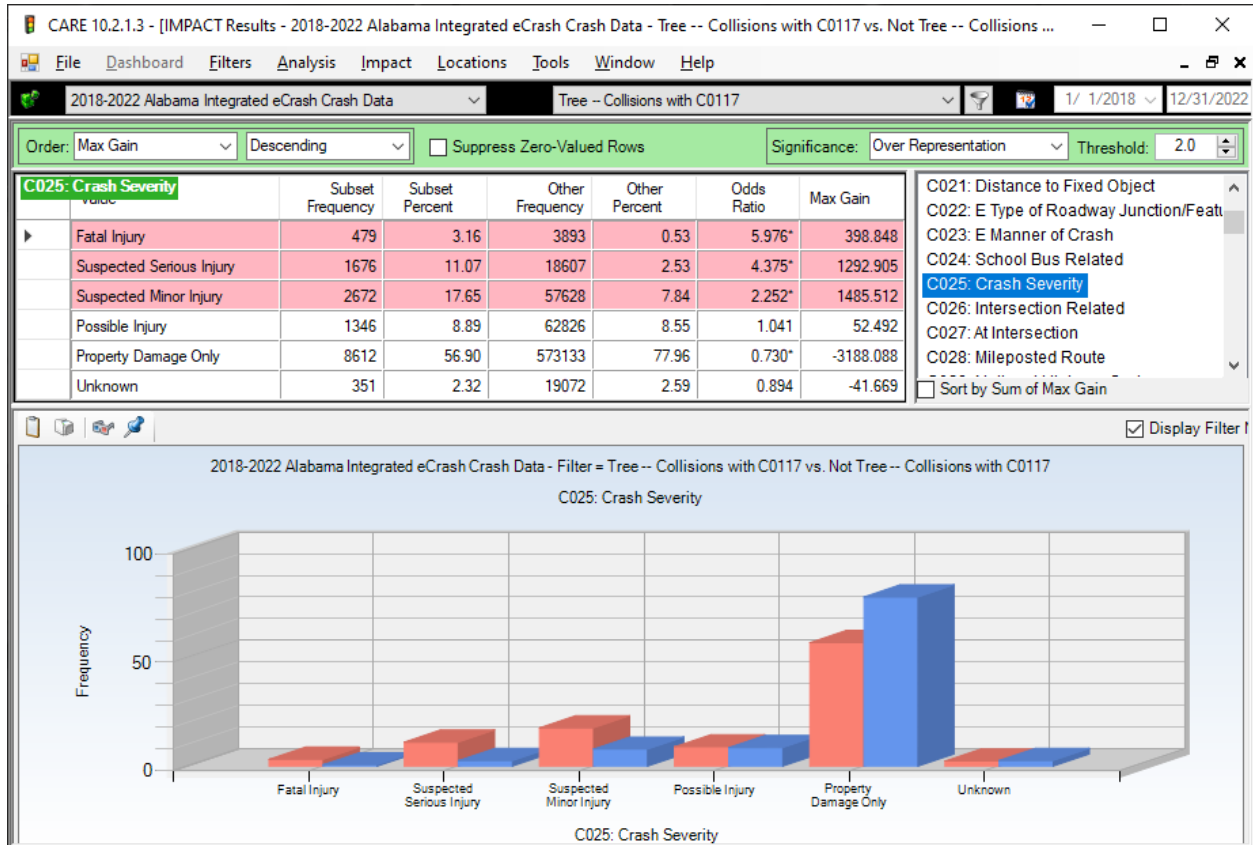 CARE 10.2.1.3 - [IMPACT Results - 2018-2022 Alabama Integrated eCrash Crash Data - Tree -- Collisions with C0117 vs. Not Tree -- Collisions ...
File Dashboard Filters Analysis Impact Locations Tools Window Help
2018-2022 Alabama Integrated eCrash Crash Data Tree -- Collisions with C0117 1/ 1/2018 12/31/2022
Order: Max Gain Descending Suppress Zero-Valued Rows Significance: Over Representation Threshold: 2.0
C025: Crash Severity Subset Frequency Subset Percent Other Frequency Other Percent Odds Ratio Max Gain
Fatal Injury 479 3.16 3893 0.53 5.976* 398.848
Suspected Serious Injury 1676 11.07 18607 2.53 4.375* 1292.905
Suspected Minor Injury 2672 17.65 57628 7.84 2.252* 1485.512
Possible Injury 1346 8.89 62826 8.55 1.041 52.492
Property Damage Only 8612 56.90 573133 77.96 0.730* -3188.088
Unknown 351 2.32 19072 2.59 0.894 -41.669
C021: Distance to Fixed Object
C022: E Type of Roadway Junction/Featu
C023: E Manner of Crash
C024: School Bus Related
C025: Crash Severity
C026: Intersection Related
C027: At Intersection
C028: Mileposted Route
Sort by Sum of Max Gain
Display Filter
2018-2022 Alabama Integrated eCrash Crash Data - Filter = Tree -- Collisions with C0117 vs. Not Tree -- Collisions with C0117
C025: Crash Severity
Frequency
100
50
0
Fatal Injury
Suspected
Serious Injury
Suspected
Minor Injury
Possible Injury
Property
Damage Only
Unknown
C025: Crash Severity